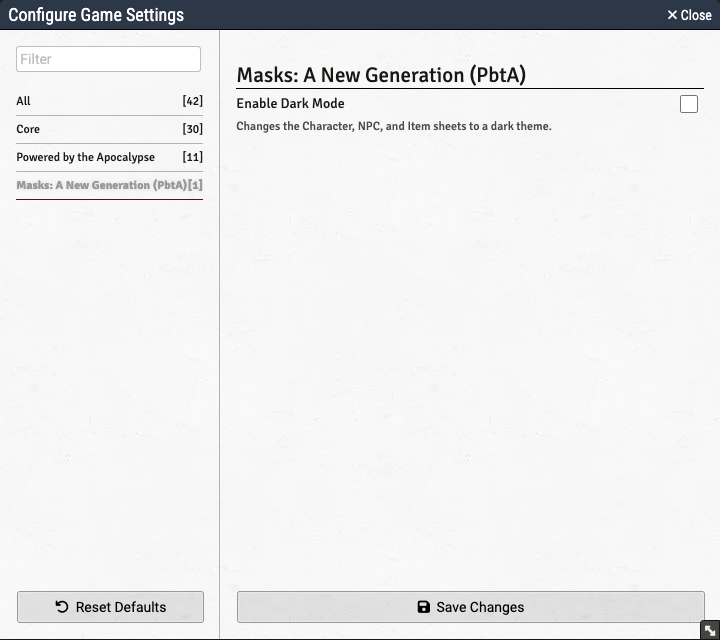 Configure Game Settings
Close
Filter
All [42]
Core [30]
Powered by the Apocalypse [11]
Masks: A New Generation (PbtA)[1]
Masks: A New Generation (PbtA)
Enable Dark Mode
Changes the Character, NPC, and Item sheets to a dark theme.
Reset Defaults
Save Changes